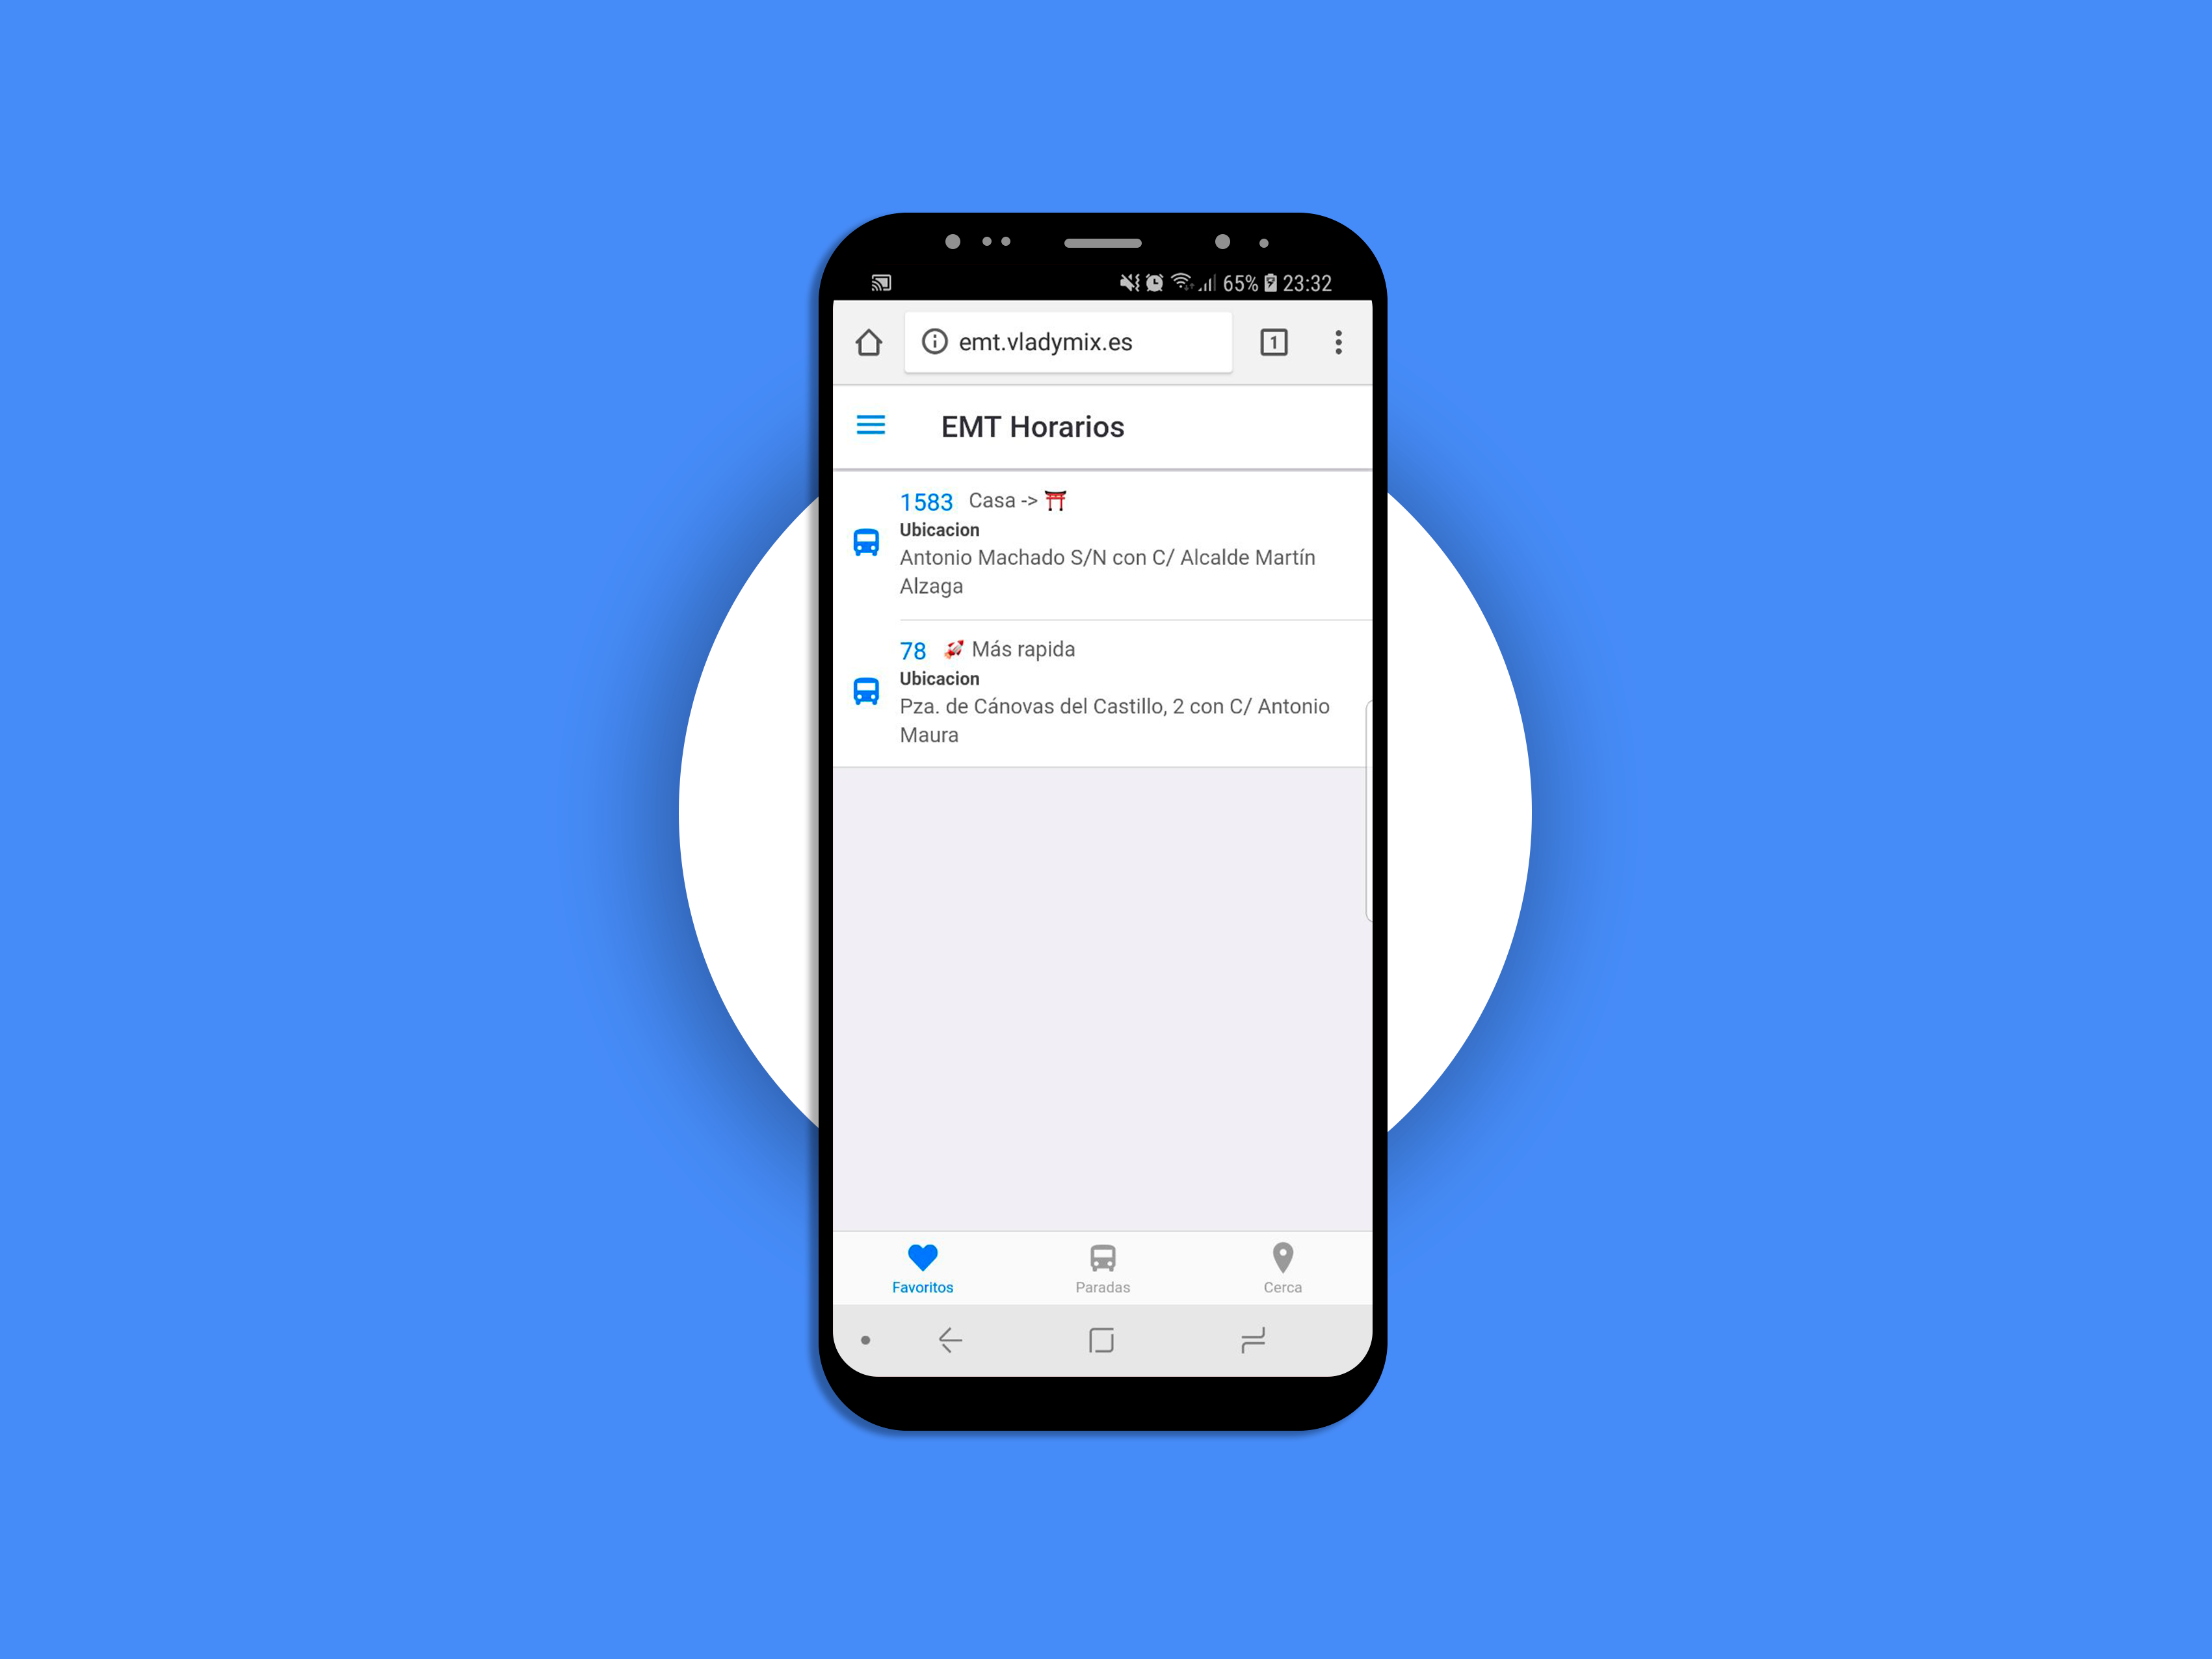 65% 23:32
emt.vladymix.es
1
EMT Horarios
1583 Casa -> ⛩️
Ubicacion
Antonio Machado S/N con C/ Alcalde Martín
Alzaga
78 🚀 Más rapida
Ubicacion
Pza. de Cánovas del Castillo, 2 con C/ Antonio
Maura
Favoritos Paradas Cerca